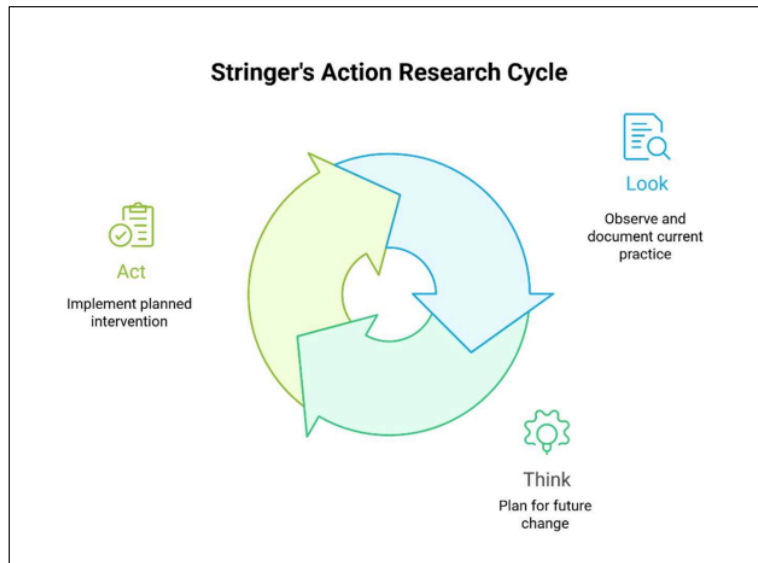 Stringer's Action Research Cycle
Look
Observe and
document current
practice
Think
Plan for future
change
Act
Implement planned
intervention